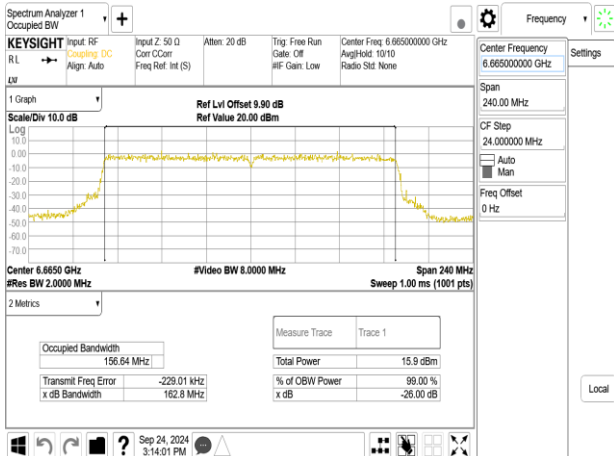 Spectrum Analyzer 1
Occupied BW
Frequency
KEYSIGHT
RL
Input: RF
Coupling: DC
Align: Auto
Input Z: 50 Ω
Corr CCorr
Freq Ref: Int (S)
Atten: 20 dB
Trig: Free Run
Gate: Off
#IF Gain: Low
Center Freq: 6.665000000 GHz
Avg|Hold: 10/10
Radio Std: None
LXI
1 Graph
Scale/Div 10.0 dB
Ref Lvl Offset 9.90 dB
Ref Value 20.00 dBm
Log
10.0
0.00
-10.0
-20.0
-30.0
-40.0
-50.0
-60.0
-70.0
Center 6.6650 GHz
#Video BW 8.0000 MHz
Span 240 MHz
#Res BW 2.0000 MHz
Sweep 1.00 ms (1001 pts)
2 Metrics
Measure Trace
Trace 1
Occupied Bandwidth
156.64 MHz
Total Power
15.9 dBm
Transmit Freq Error
-229.01 kHz
% of OBW Power
99.00 %
x dB Bandwidth
162.8 MHz
x dB
-26.00 dB
Center Frequency
6.665000000 GHz
Settings
Span
240.00 MHz
CF Step
24.000000 MHz
Auto
Man
Freq Offset
0 Hz
Local
Sep 24, 2024
3:14:01 PM